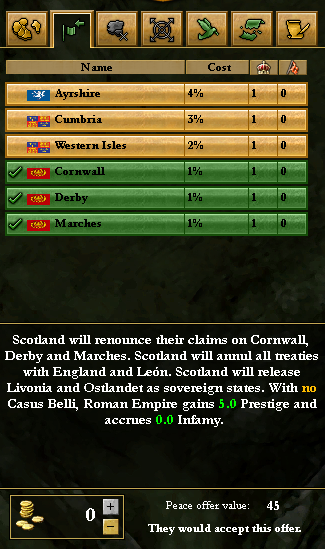 Name Cost
Ayrshire 4% 1 0
Cumbria 3% 1 0
Western Isles 2% 1 0
Cornwall 1% 1 0
Derby 1% 1 0
Marches 1% 1 0
Scotland will renounce their claims on Cornwall,
Derby and Marches. Scotland will annul all treaties
with England and León. Scotland will release
Livonia and Ostlandet as sovereign states. With no
Casus Belli, Roman Empire gains 5.0 Prestige and
accrues 0.0 Infamy.
0 + Peace offer value: 45
− They would accept this offer.